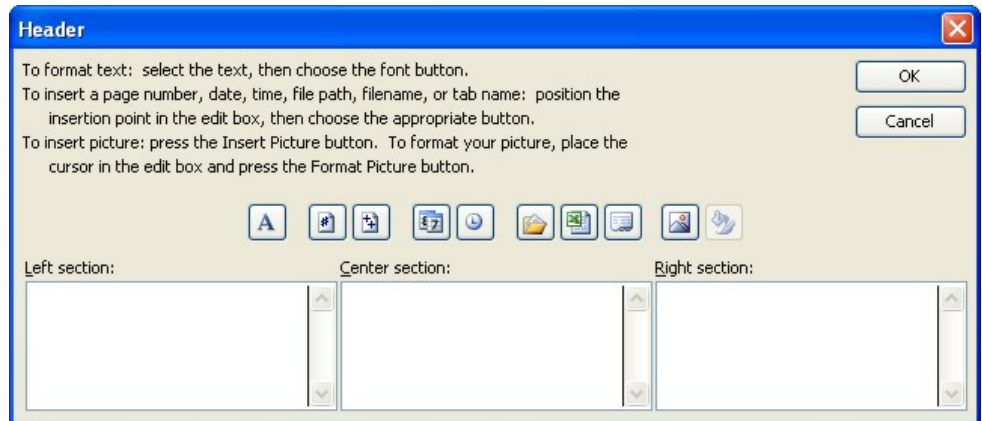 Header
To format text: select the text, then choose the font button.
To insert a page number, date, time, file path, filename, or tab name: position the
insertion point in the edit box, then choose the appropriate button.
To insert picture: press the Insert Picture button. To format your picture, place the
cursor in the edit box and press the Format Picture button.
OK
Cancel
A
Left section:
Center section:
Right section: